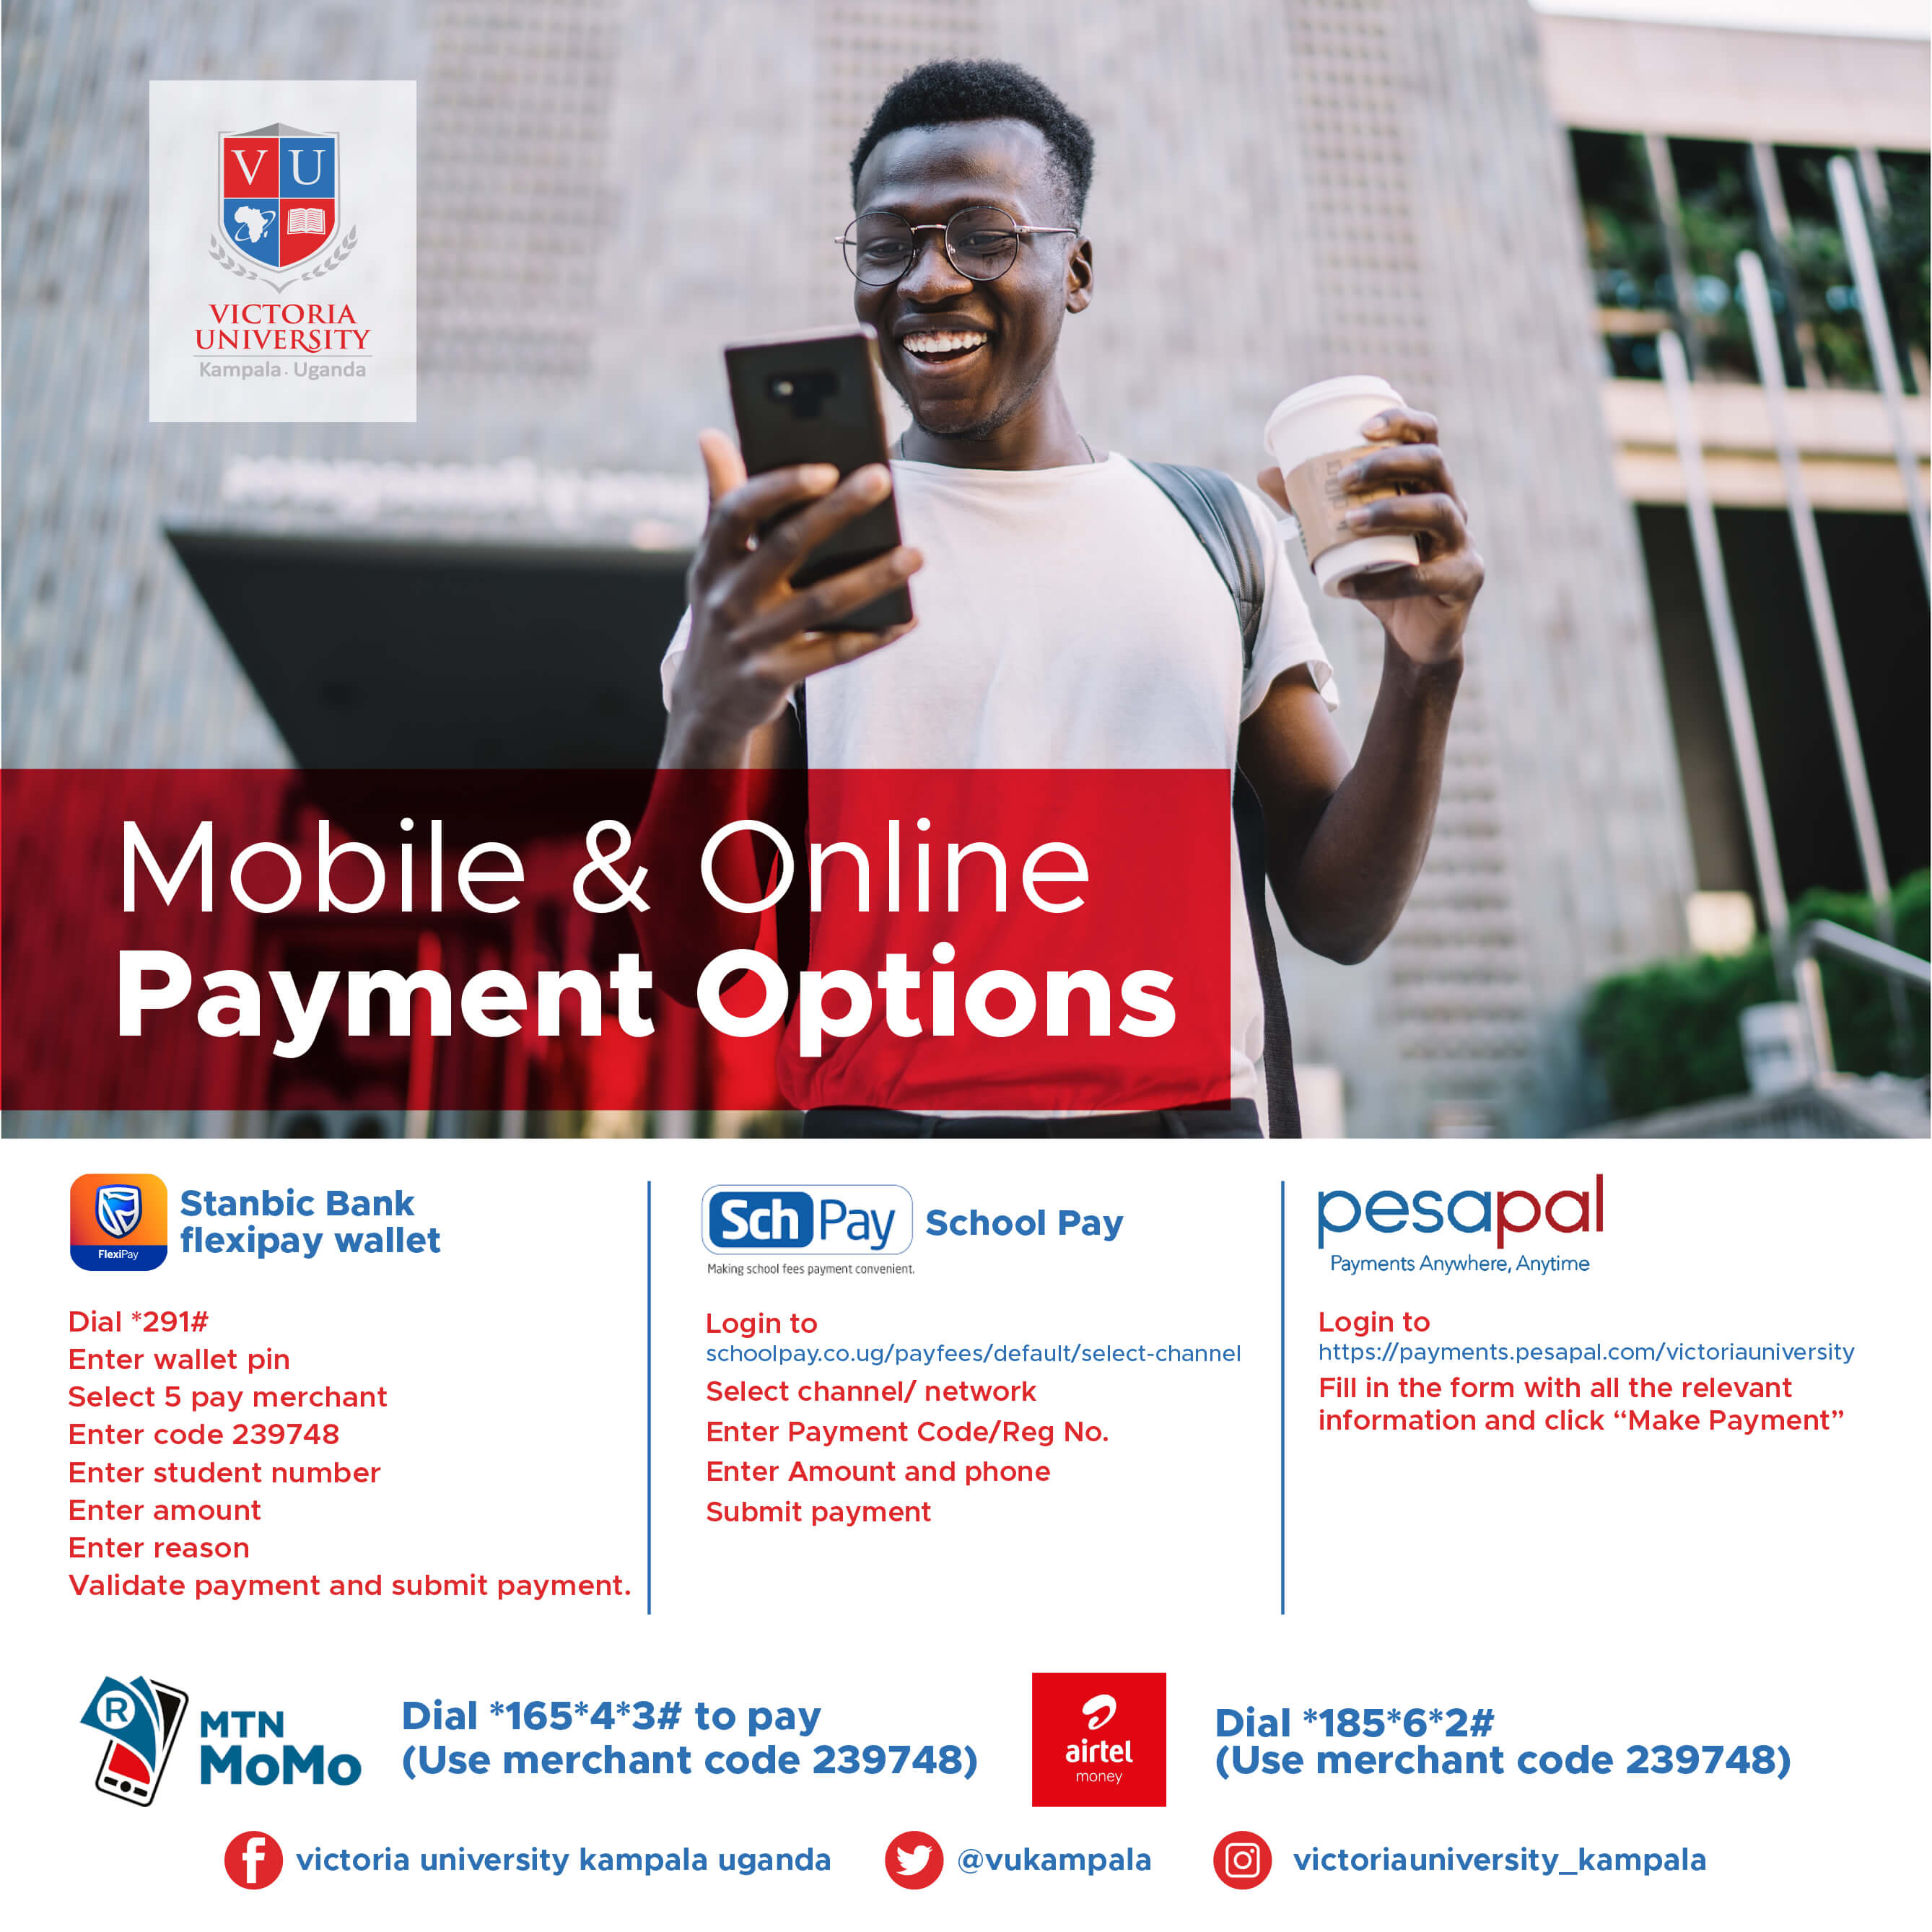 V U
VICTORIA
UNIVERSITY
Kampala · Uganda
Mobile & Online
Payment Options
FlexiPay
Stanbic Bank
flexipay wallet
Dial *291#
Enter wallet pin
Select 5 pay merchant
Enter code 239748
Enter student number
Enter amount
Enter reason
Validate payment and submit payment.
Sch Pay
School Pay
Making school fees payment convenient.
Login to
schoolpay.co.ug/payfees/default/select-channel
Select channel/ network
Enter Payment Code/Reg No.
Enter Amount and phone
Submit payment
pesapal
Payments Anywhere, Anytime
Login to
https://payments.pesapal.com/victoriauniversity
Fill in the form with all the relevant
information and click “Make Payment”
R
MTN
MoMo
Dial *165*4*3# to pay
(Use merchant code 239748)
airtel
money
Dial *185*6*2#
(Use merchant code 239748)
victoria university kampala uganda
@vukampala
victoriauniversity_kampala